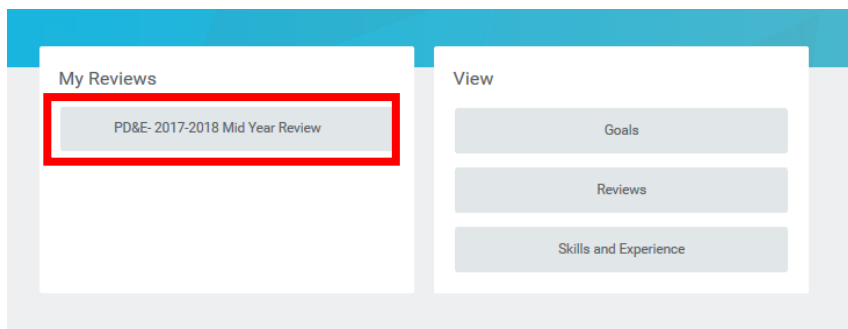 My Reviews
PD&E- 2017-2018 Mid Year Review
View
Goals
Reviews
Skills and Experience